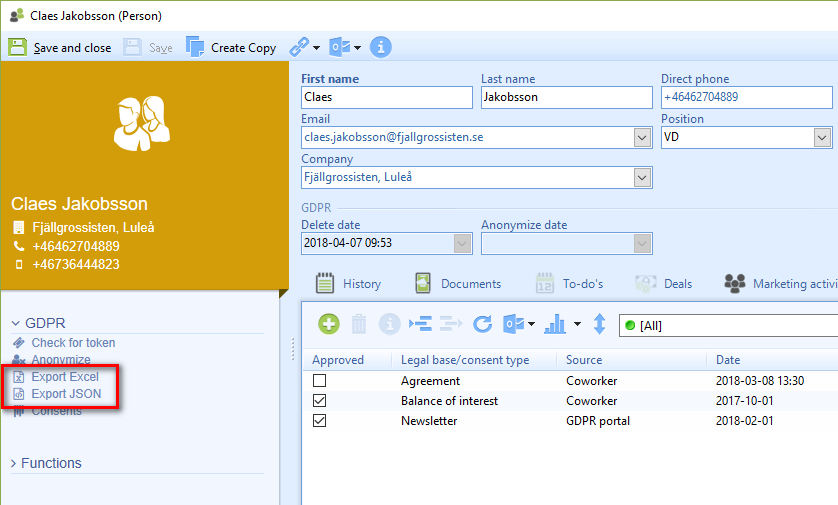 Claes Jakobsson (Person)
Save and close Save Create Copy
First name Last name Direct phone
Claes Jakobsson +46462704889
Email Position
claes.jakobsson@fjallgrossisten.se VD
Company
Fjällgrossisten, Luleå
GDPR
Delete date Anonymize date
2018-04-07 09:53
Claes Jakobsson
Fjällgrossisten, Luleå
+46462704889
+46736444823
GDPR
Check for token
Anonymize
Export Excel
Export JSON
Consents
Functions
History Documents To-do's Deals Marketing activi
[All]
Approved Legal base/consent type Source Date
Agreement Coworker 2018-03-08 13:30
Balance of interest Coworker 2017-10-01
Newsletter GDPR portal 2018-02-01